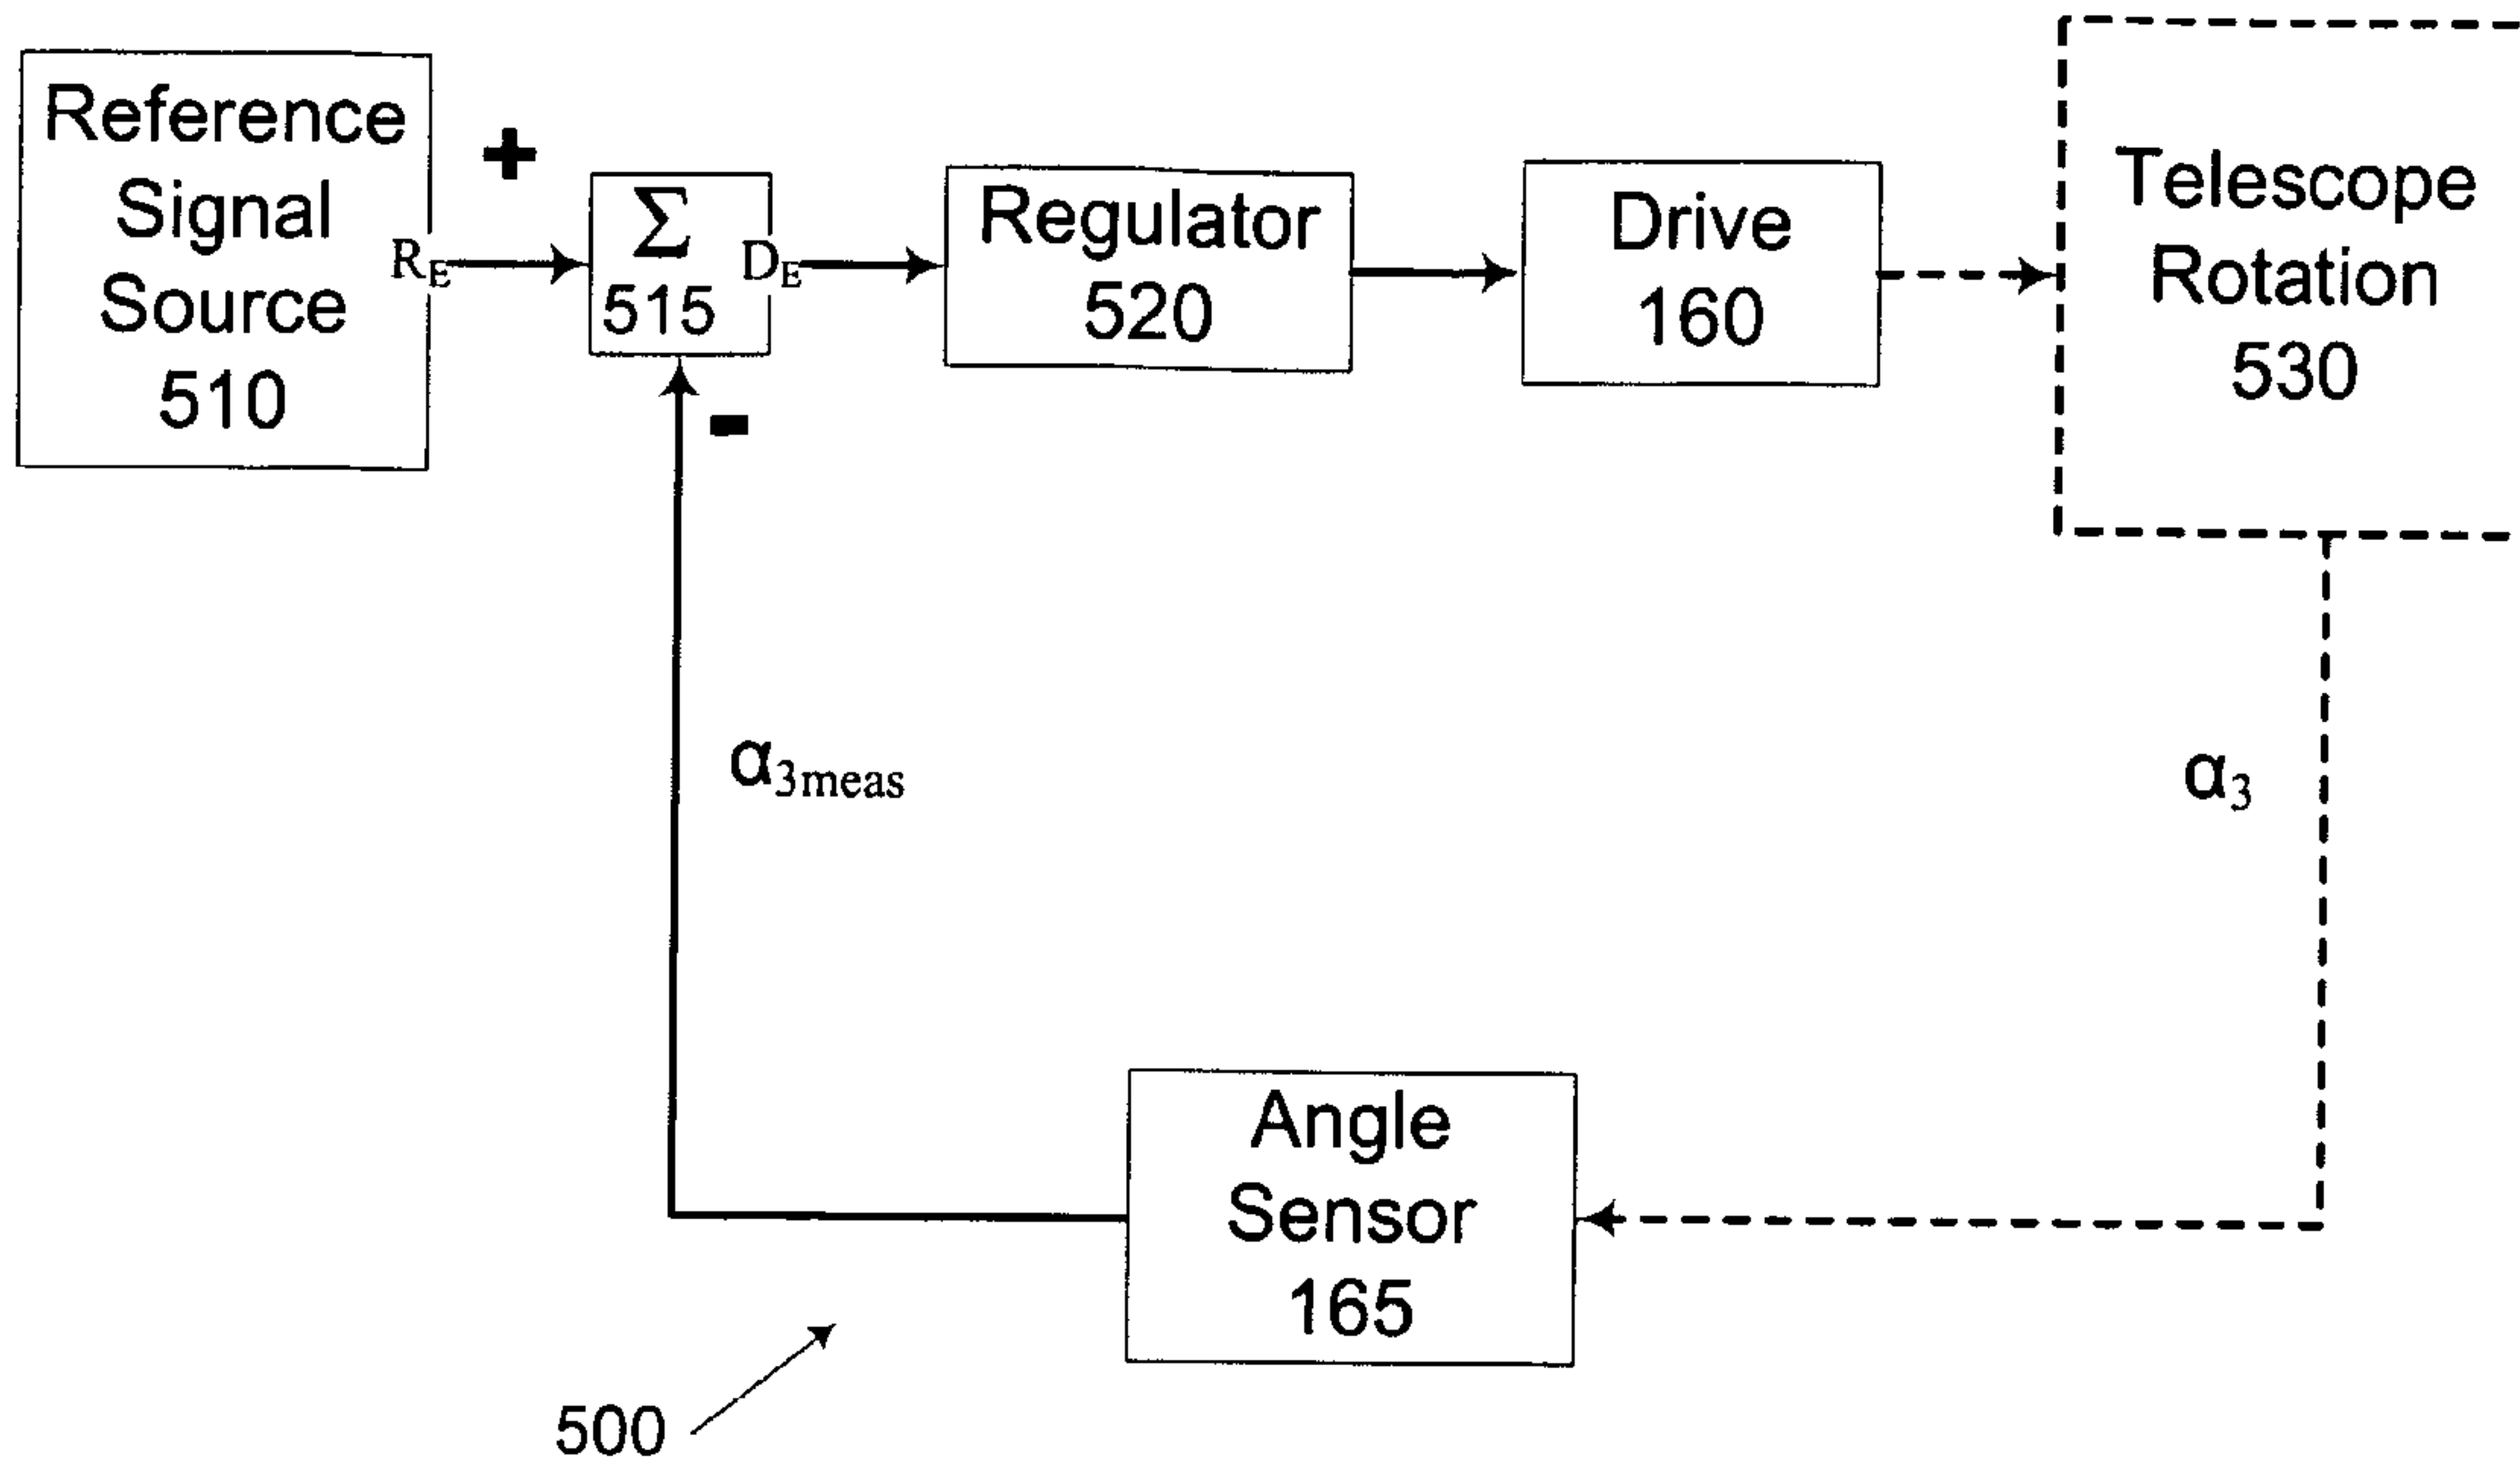 Reference
Signal
Source
510
R_E
+
Σ
515
D_E
-
Regulator
520
Drive
160
Telescope
Rotation
530
α_3meas
α_3
Angle
Sensor
165
500